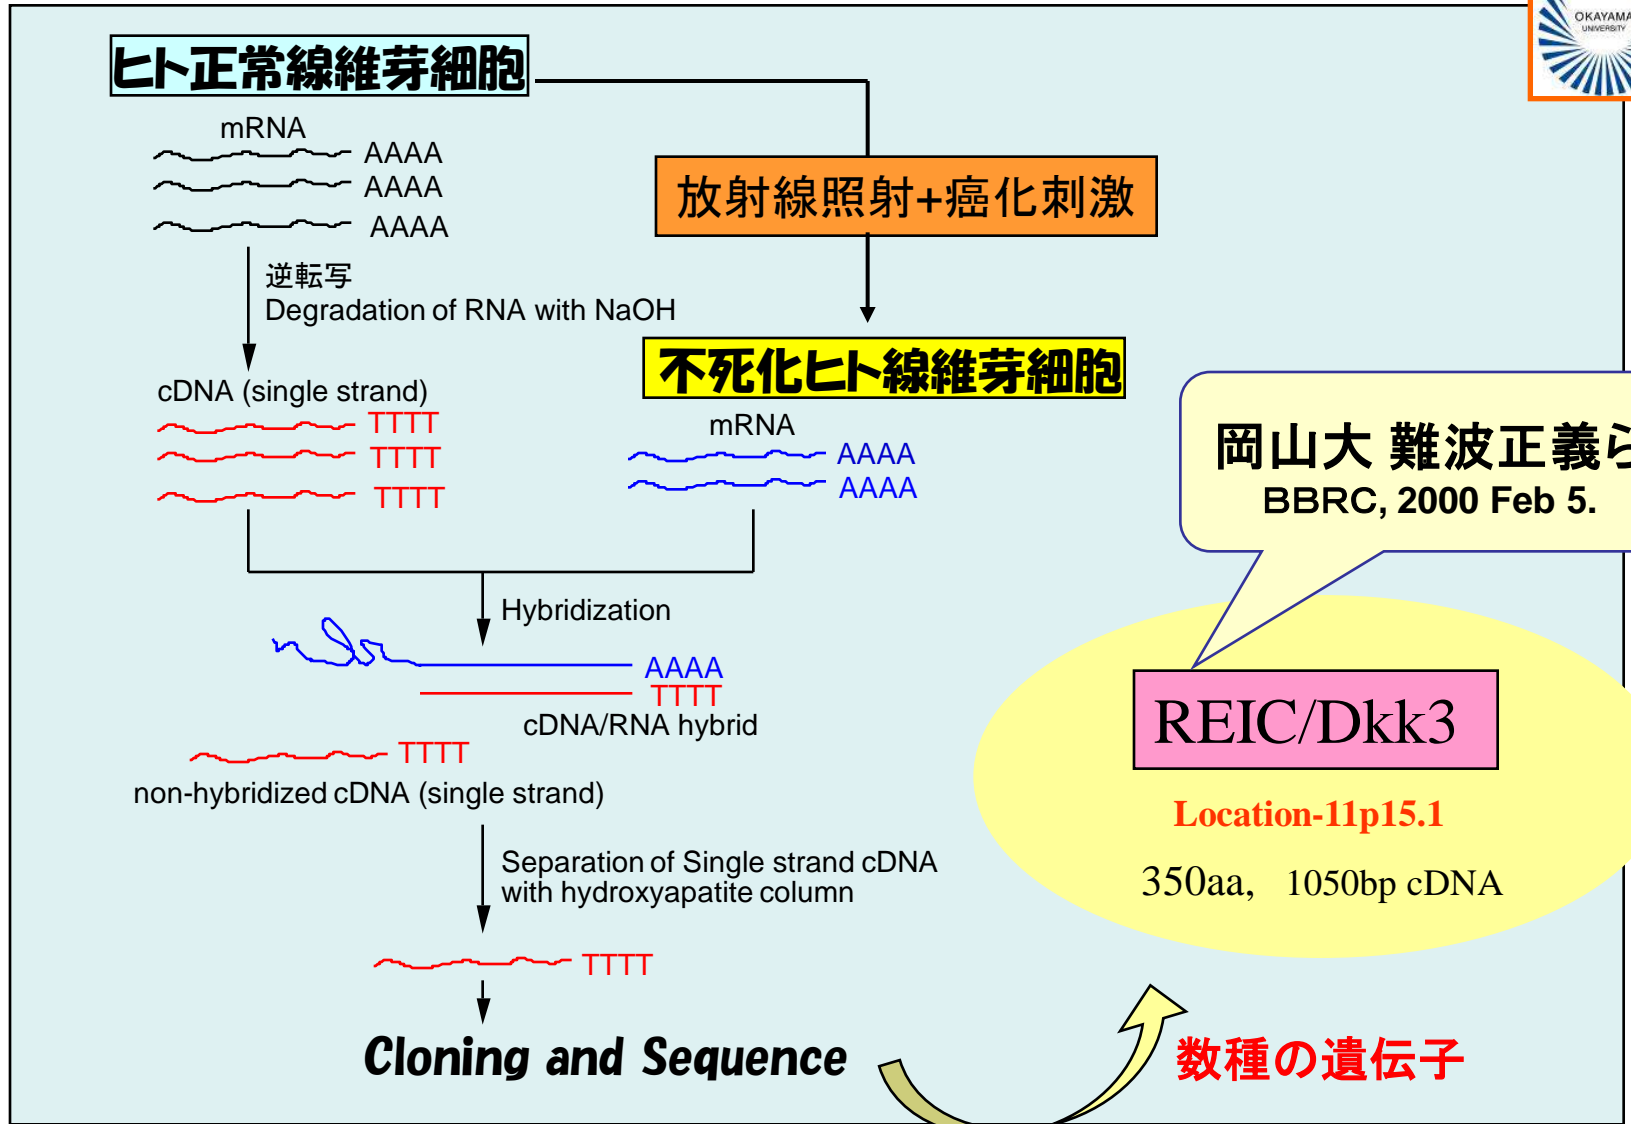 OKAYAMA
UNIVERSITY
ヒト正常線維芽細胞
mRNA
AAAA
AAAA
AAAA
放射線照射+癌化刺激
逆転写
Degradation of RNA with NaOH
不死化ヒト線維芽細胞
cDNA (single strand)
TTTT
TTTT
TTTT
mRNA
AAAA
AAAA
岡山大 難波正義ら
BBRC, 2000 Feb 5.
Hybridization
AAAA
TTTT
cDNA/RNA hybrid
TTTT
non-hybridized cDNA (single strand)
REIC/Dkk3
Location-11p15.1
350aa, 1050bp cDNA
Separation of Single strand cDNA
with hydroxyapatite column
TTTT
Cloning and Sequence
数種の遺伝子